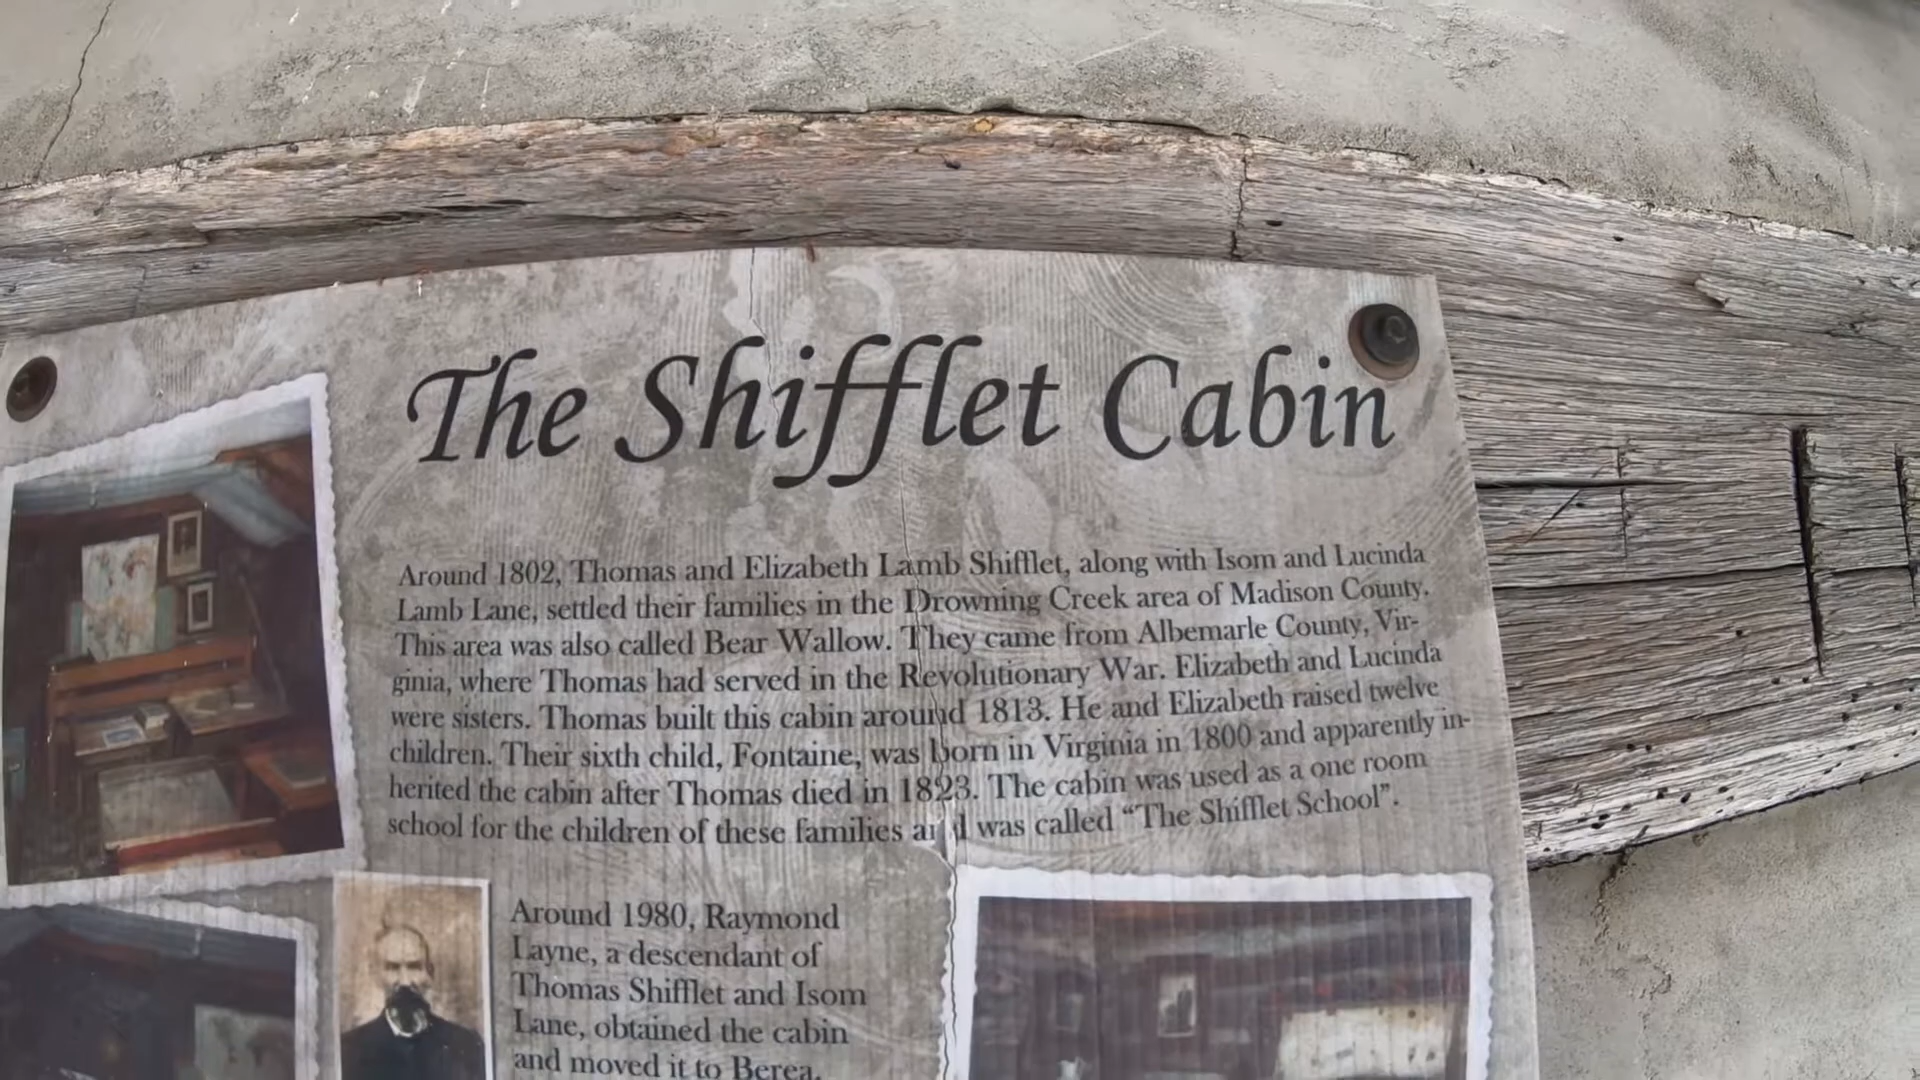 The Shifflet Cabin
Around 1802, Thomas and Elizabeth Lamb Shifflet, along with Isom and Lucinda
Lamb Lane, settled their families in the Drowning Creek area of Madison County.
This area was also called Bear Wallow. They came from Albemarle County, Vir-
ginia, where Thomas had served in the Revolutionary War. Elizabeth and Lucinda
were sisters. Thomas built this cabin around 1813. He and Elizabeth raised twelve
children. Their sixth child, Fontaine, was born in Virginia in 1800 and apparently in-
herited the cabin after Thomas died in 1823. The cabin was used as a one room
school for the children of these families and was called “The Shifflet School”.
Around 1980, Raymond
Layne, a descendant of
Thomas Shifflet and Isom
Lane, obtained the cabin
and moved it to Berea.